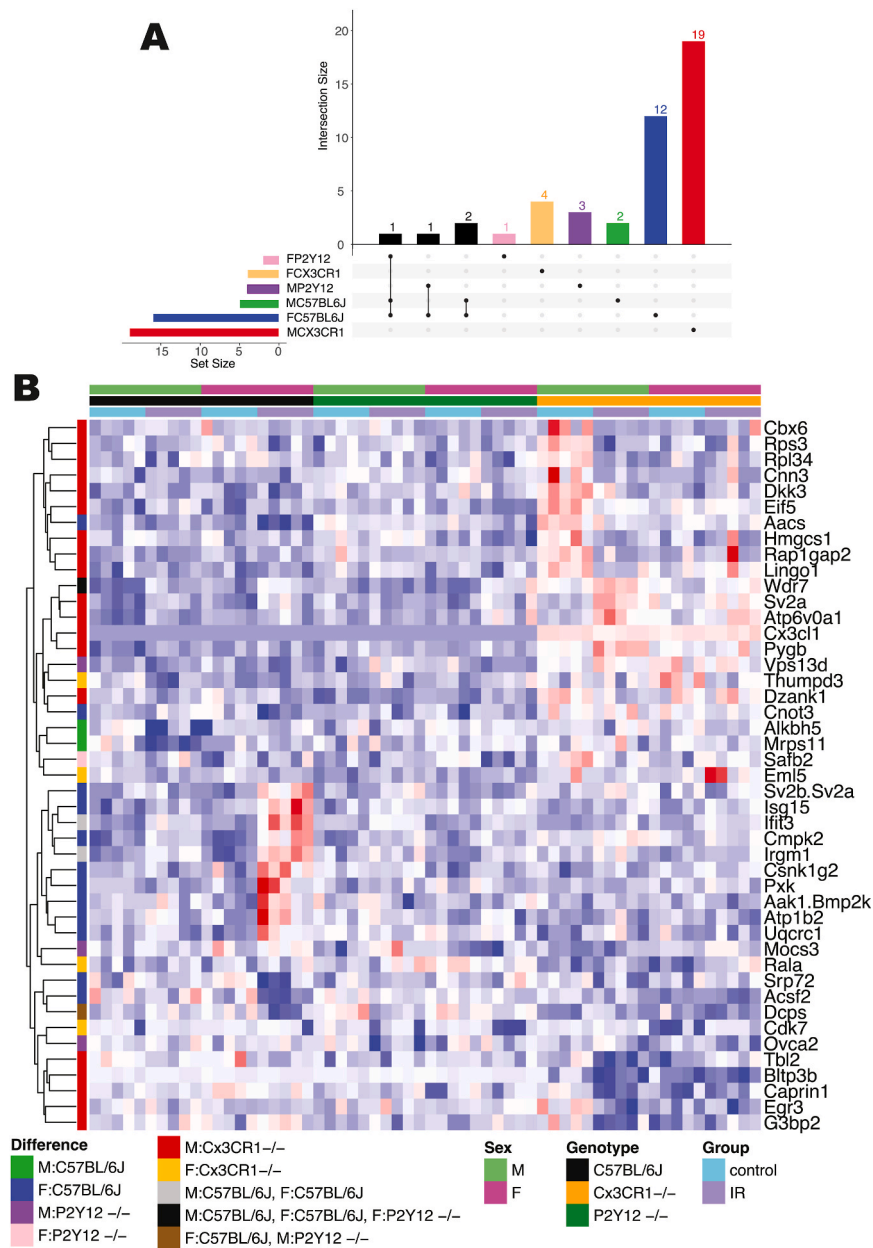 A
Intersection Size
20
15
10
5
0
1
1
2
1
4
3
2
12
19
FP2Y12
FCX3CR1
MP2Y12
MC57BL6J
FC57BL6J
MCX3CR1
15 10 5 0
Set Size
B
Cbx6
Rps3
Rpl34
Cnn3
Dkk3
Eif5
Aacs
Hmgcs1
Rap1gap2
Lingo1
Wdr7
Sv2a
Atp6v0a1
Cx3cl1
Pygb
Vps13d
Thumpd3
Dzank1
Cnot3
Alkbh5
Mrps11
Safb2
Eml5
Sv2b.Sv2a
Isg15
Ifit3
Cmpk2
Irgm1
Csnk1g2
Pxk
Aak1.Bmp2k
Atp1b2
Uqcrc1
Mocs3
Rala
Srp72
Acsf2
Dcps
Cdk7
Ovca2
Tbl2
Bltp3b
Caprin1
Egr3
G3bp2
Difference
M:C57BL/6J
F:C57BL/6J
M:P2Y12 −/−
F:P2Y12 −/−
M:Cx3CR1−/−
F:Cx3CR1−/−
M:C57BL/6J, F:C57BL/6J
M:C57BL/6J, F:C57BL/6J, F:P2Y12 −/−
F:C57BL/6J, M:P2Y12 −/−
Sex
M
F
Genotype
C57BL/6J
Cx3CR1−/−
P2Y12 −/−
Group
control
IR